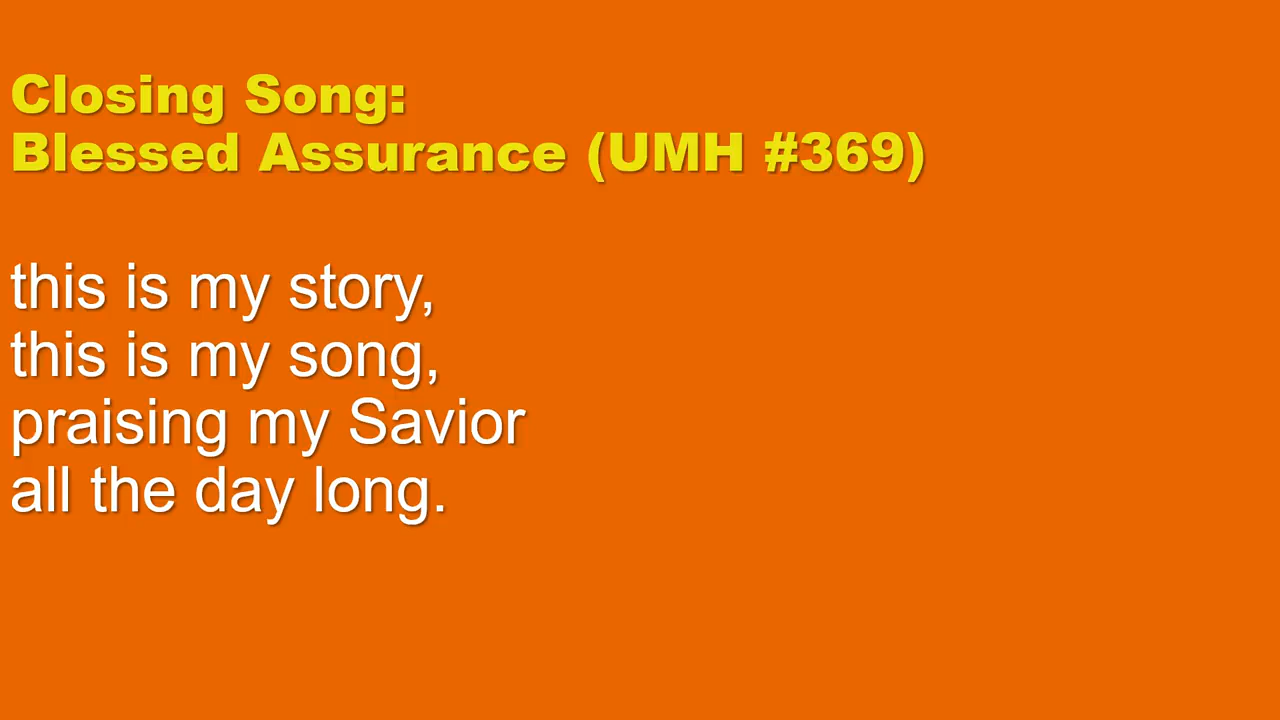 Closing Song:
Blessed Assurance (UMH #369)
this is my story,
this is my song,
praising my Savior
all the day long.